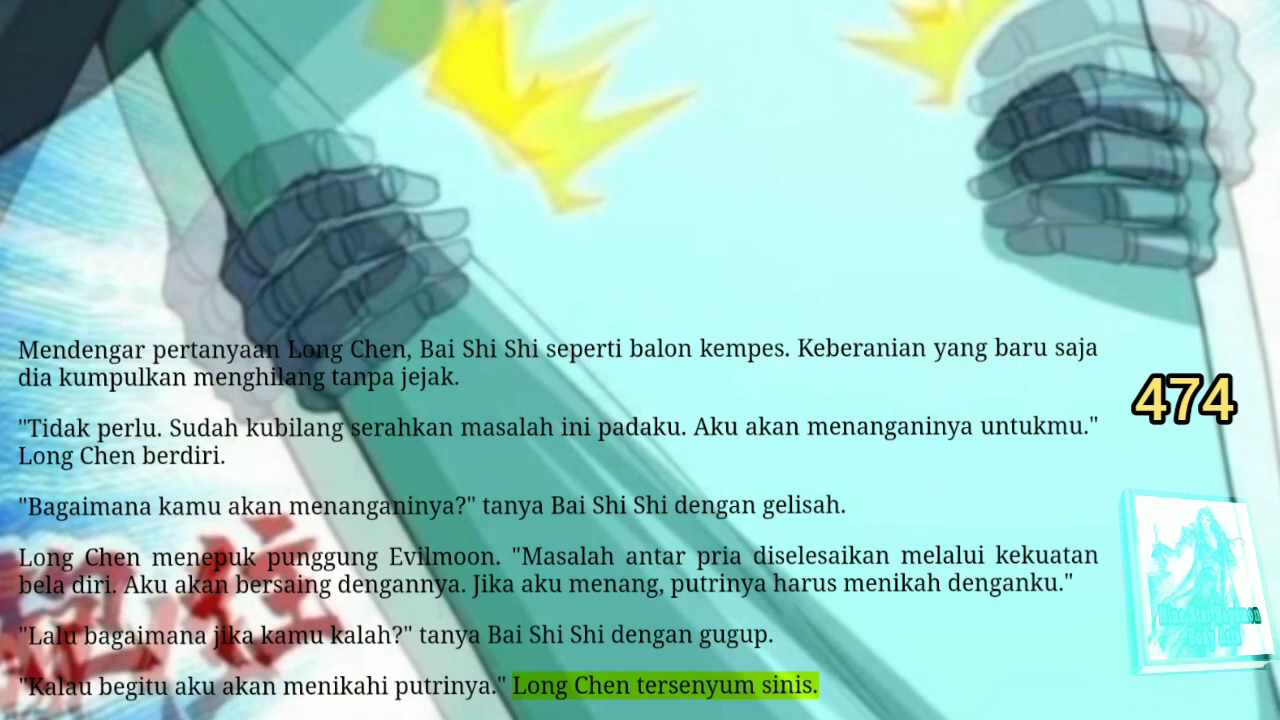 Mendengar pertanyaan Long Chen, Bai Shi Shi seperti balon kempes. Keberanian yang baru saja
dia kumpulkan menghilang tanpa jejak.
"Tidak perlu. Sudah kubilang serahkan masalah ini padaku. Aku akan menanganinya untukmu."
Long Chen berdiri.
"Bagaimana kamu akan menanganinya?" tanya Bai Shi Shi dengan gelisah.
Long Chen menepuk punggung Evilmoon. "Masalah antar pria diselesaikan melalui kekuatan
bela diri. Aku akan bersaing dengannya. Jika aku menang, putrinya harus menikah denganku."
"Lalu bagaimana jika kamu kalah?" tanya Bai Shi Shi dengan gugup.
"Kalau begitu aku akan menikahi putrinya." Long Chen tersenyum sinis.
474